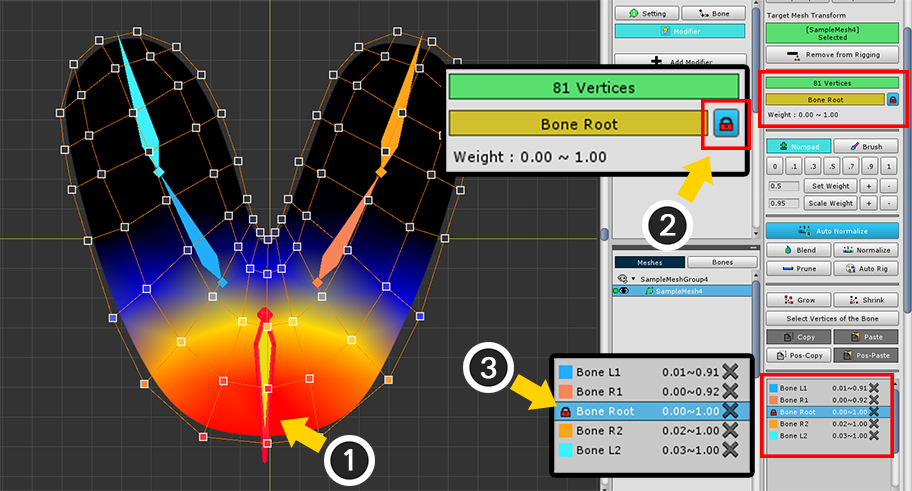 Setting
Bone
Modifier
Add Modifier
81 Vertices
Bone Root
Weight : 0.00 ~ 1.00
2
Meshes
Bones
SampleMeshGroup4
SampleMesh4
3
Bone L1 0.01~0.91
Bone R1 0.00~0.92
Bone Root 0.00~1.00
Bone R2 0.02~1.00
Bone L2 0.03~1.00
1
Target Mesh Transform
[SampleMesh4]
Selected
Remove from Rigging
81 Vertices
Bone Root
Weight : 0.00 ~ 1.00
Numpad
Brush
0 .1 .3 .5 .7 .9 1
0.5 Set Weight + -
0.95 Scale Weight + -
Auto Normalize
Blend
Normalize
Prune
Auto Rig
Grow
Shrink
Select Vertices of the Bone
Copy
Paste
Pos-Copy
Pos-Paste
Bone L1 0.01~0.91
Bone R1 0.00~0.92
Bone Root 0.00~1.00
Bone R2 0.02~1.00
Bone L2 0.03~1.00